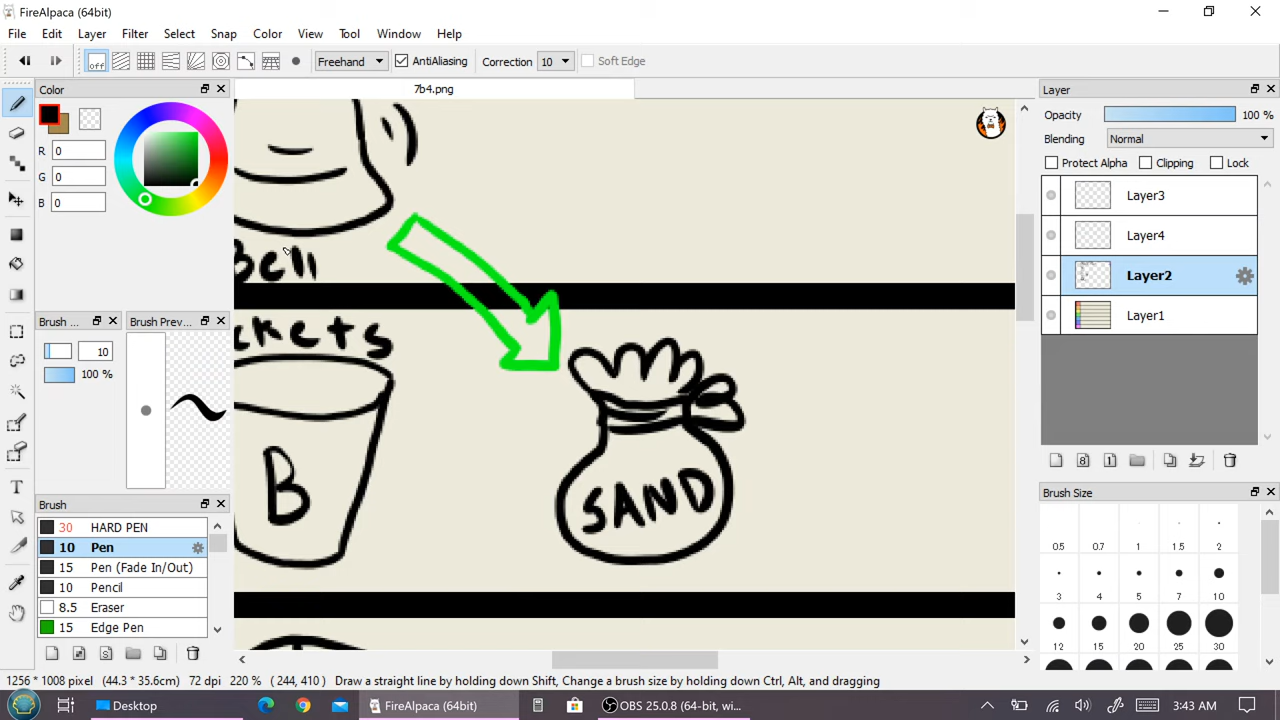 FireAlpaca (64bit)
File Edit Layer Filter Select Snap Color View Tool Window Help
off Freehand AntiAliasing Correction 10 Soft Edge
Color
7b4.png
Layer
R 0
G 0
B 0
Opacity 100 %
Blending Normal
Protect Alpha Clipping Lock
Layer3
Layer4
Layer2
Layer1
Bell
ckets
B
SAND
Brush ... Brush Prev...
10
100 %
Brush
30 HARD PEN
10 Pen
15 Pen (Fade In/Out)
10 Pencil
8.5 Eraser
15 Edge Pen
8 1
Brush Size
0.5 0.7 1 1.5 2
3 4 5 7 10
12 15 20 25 30
1256 * 1008 pixel (44.3 * 35.6cm) 72 dpi 220 % ( 244, 410 ) Draw a straight line by holding down Shift, Change a brush size by holding down Ctrl, Alt, and dragging
Desktop FireAlpaca (64bit) OBS 25.0.8 (64-bit, wi... 3:43 AM